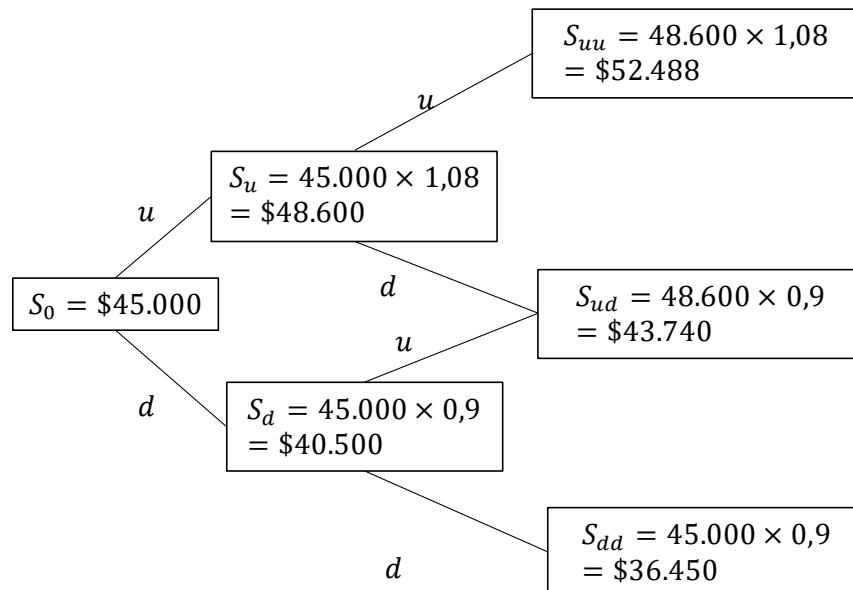 S_uu = 48.600 × 1,08
= $52.488
u
S_u = 45.000 × 1,08
= $48.600
u
d
S_ud = 48.600 × 0,9
= $43.740
S_0 = $45.000
u
d
S_d = 45.000 × 0,9
= $40.500
S_dd = 45.000 × 0,9
= $36.450
d